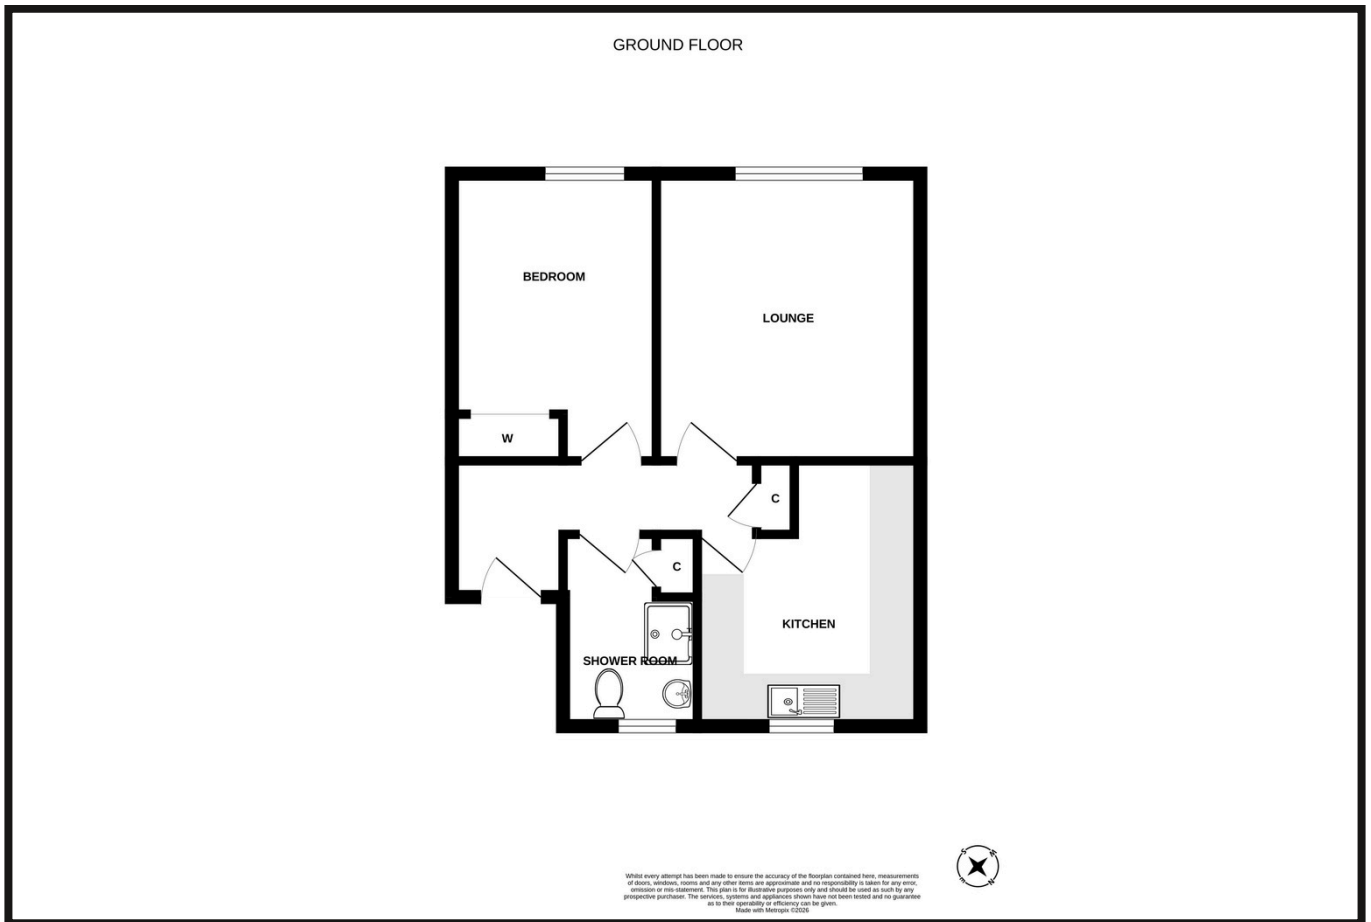 GROUND FLOOR
BEDROOM
LOUNGE
W
C
C
KITCHEN
SHOWER ROOM
S
W
E
N
Whilst every attempt has been made to ensure the accuracy of the floorplan contained here, measurements
of doors, windows, rooms and any other items are approximate and no responsibility is taken for any error,
omission or mis-statement. This plan is for illustrative purposes only and should be used as such by any
prospective purchaser. The services, systems and appliances shown have not been tested and no guarantee
as to their operability or efficiency can be given.
Made with Metropix ©2026